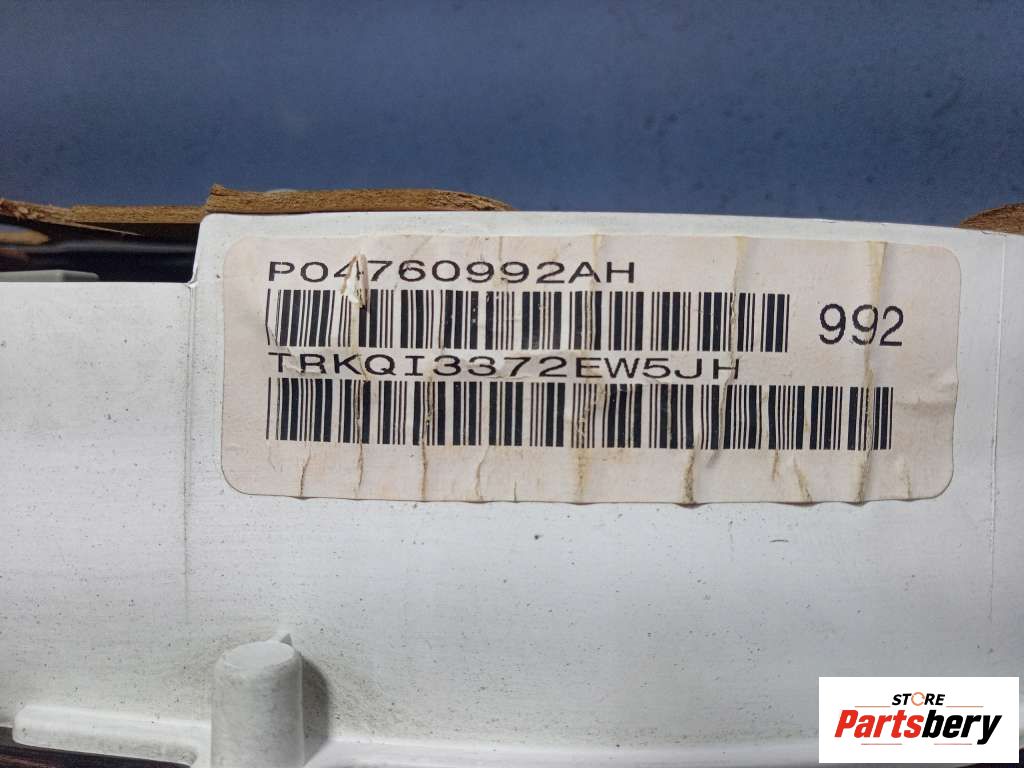 P04760992AH
992
TRKQI3372EW5JH
STORE
Partsbery